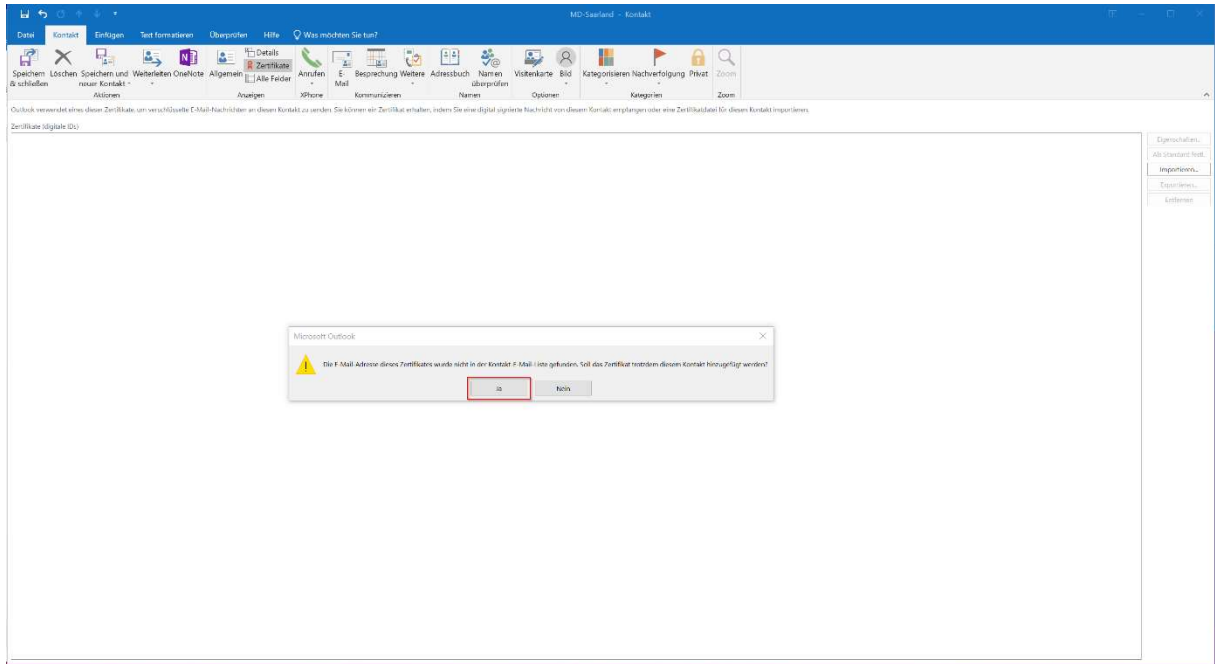 MD-Saarland - Kontakt
Datei Kontakt Einfügen Text formatieren Überprüfen Hilfe Was möchten Sie tun?
Speichern & schließen
Löschen
Speichern und neuer Kontakt
Weiterleiten
OneNote
Allgemein
Details
Zertifikate
Alle Felder
Anrufen
E-Mail
Besprechung
Weitere
Adressbuch
Namen überprüfen
Visitenkarte
Bild
Kategorisieren
Nachverfolgung
Privat
Zoom
Aktionen Anzeigen XPhone Kommunizieren Namen Optionen Kategorien Zoom
Outlook verwendet eines dieser Zertifikate, um verschlüsselte E-Mail-Nachrichten an diesen Kontakt zu senden. Sie können ein Zertifikat erhalten, indem Sie eine digital signierte Nachricht von diesem Kontakt empfangen oder eine Zertifikatdatei für diesen Kontakt importieren.
Zertifikate (digitale IDs)
Eigenschaften...
Als Standard festl.
Importieren...
Exportieren...
Entfernen
Microsoft Outlook
Die E-Mail-Adresse dieses Zertifikates wurde nicht in der Kontakt-E-Mail-Liste gefunden. Soll das Zertifikat trotzdem diesem Kontakt hinzugefügt werden?
Ja Nein